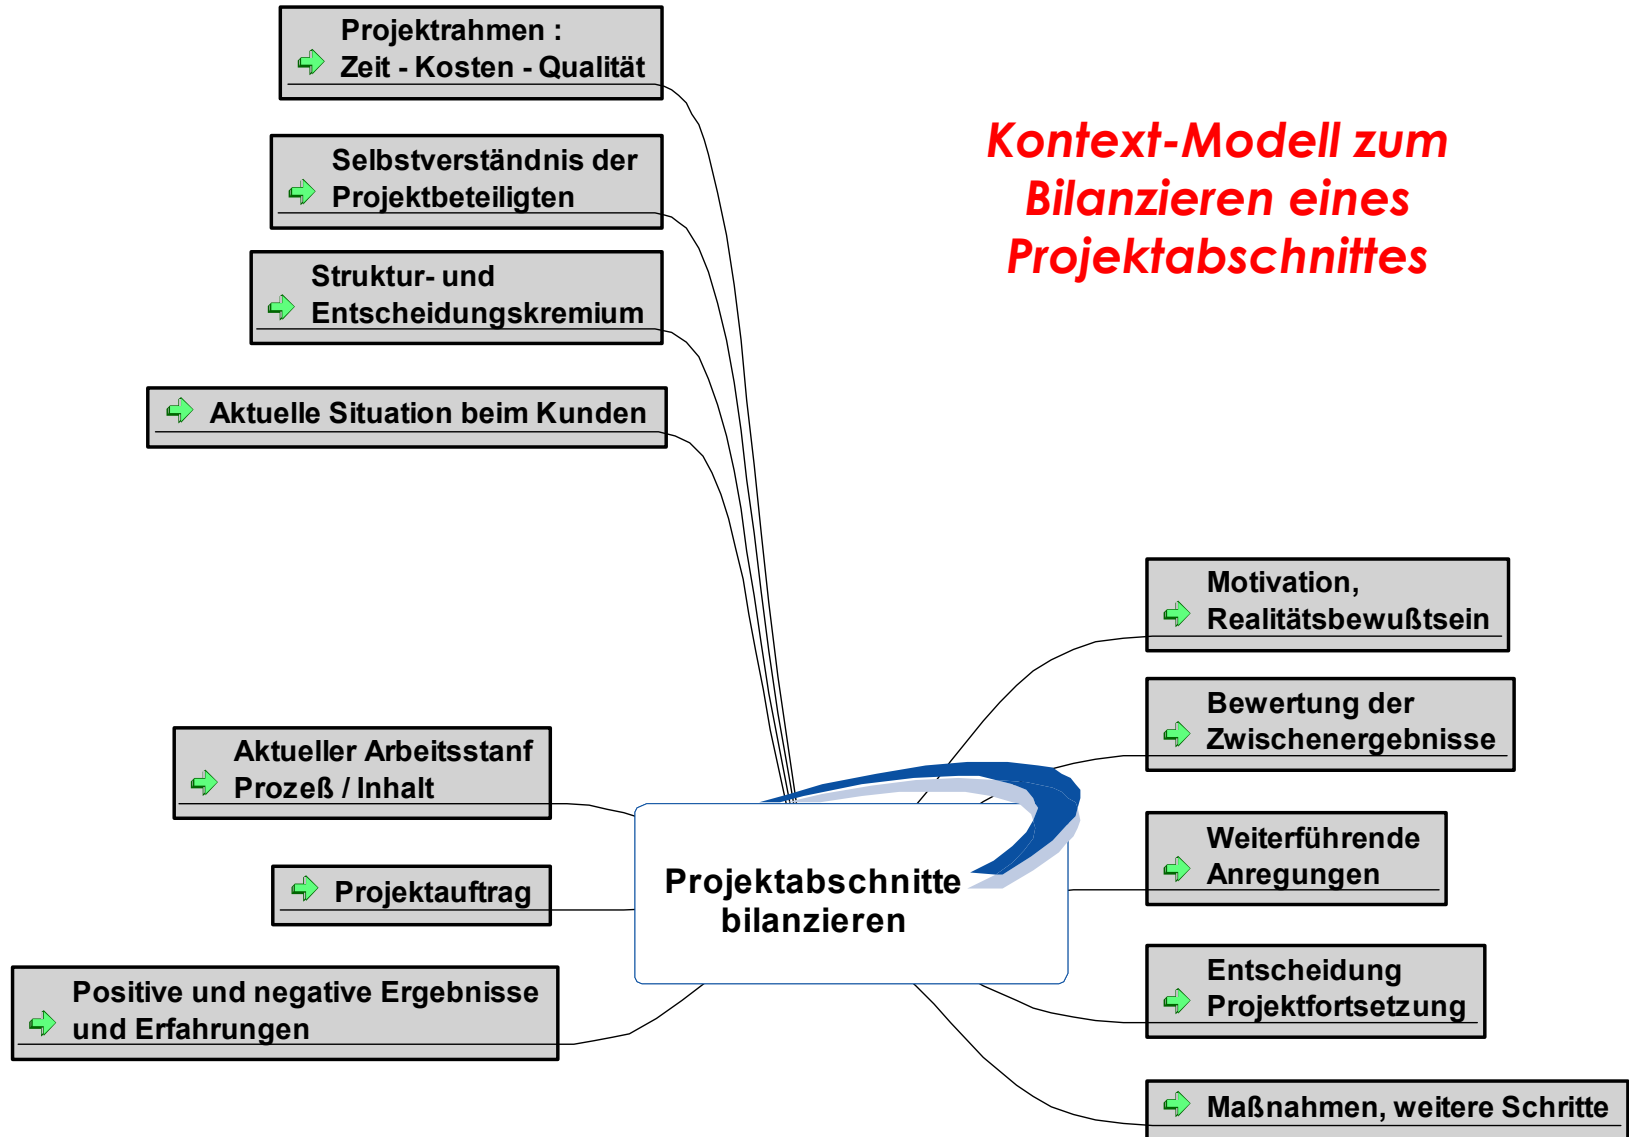 Projektrahmen :
Zeit - Kosten - Qualität
Kontext-Modell zum
Bilanzieren eines
Projektabschnittes
Selbstverständnis der
Projektbeteiligten
Struktur- und
Entscheidungskremium
Aktuelle Situation beim Kunden
Aktueller Arbeitsstanf
Prozeß / Inhalt
Projektauftrag
Positive und negative Ergebnisse
und Erfahrungen
Projektabschnitte
bilanzieren
Motivation,
Realitätsbewußtsein
Bewertung der
Zwischenergebnisse
Weiterführende
Anregungen
Entscheidung
Projektfortsetzung
Maßnahmen, weitere Schritte